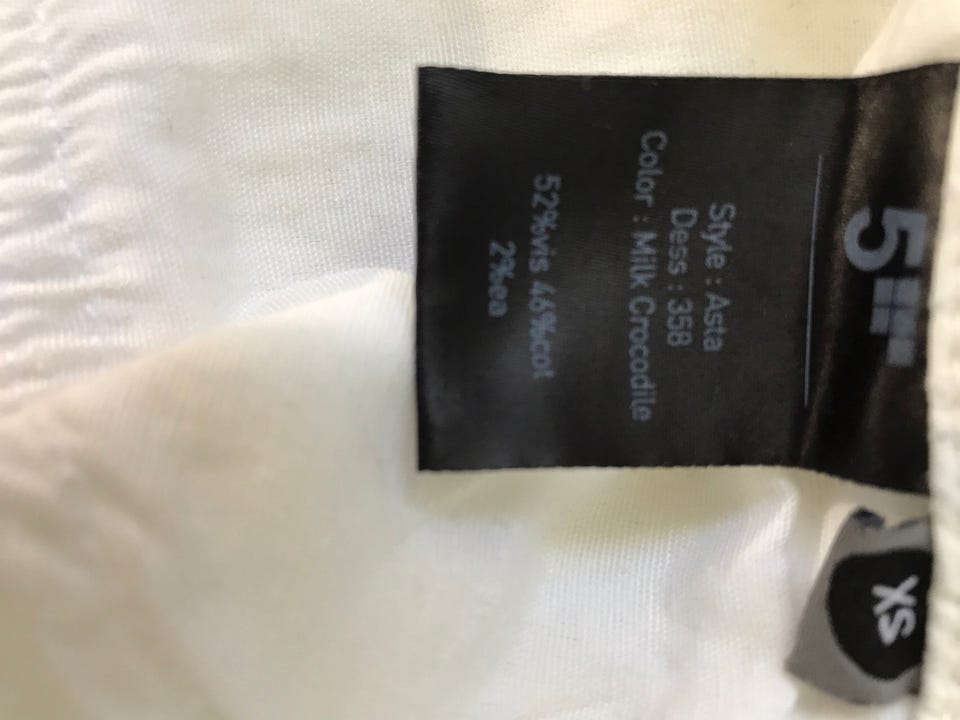 5
Style : Asta
Dess : 358
Color : Milk Crocodile
52%vis 46%cot
2%ea
XS